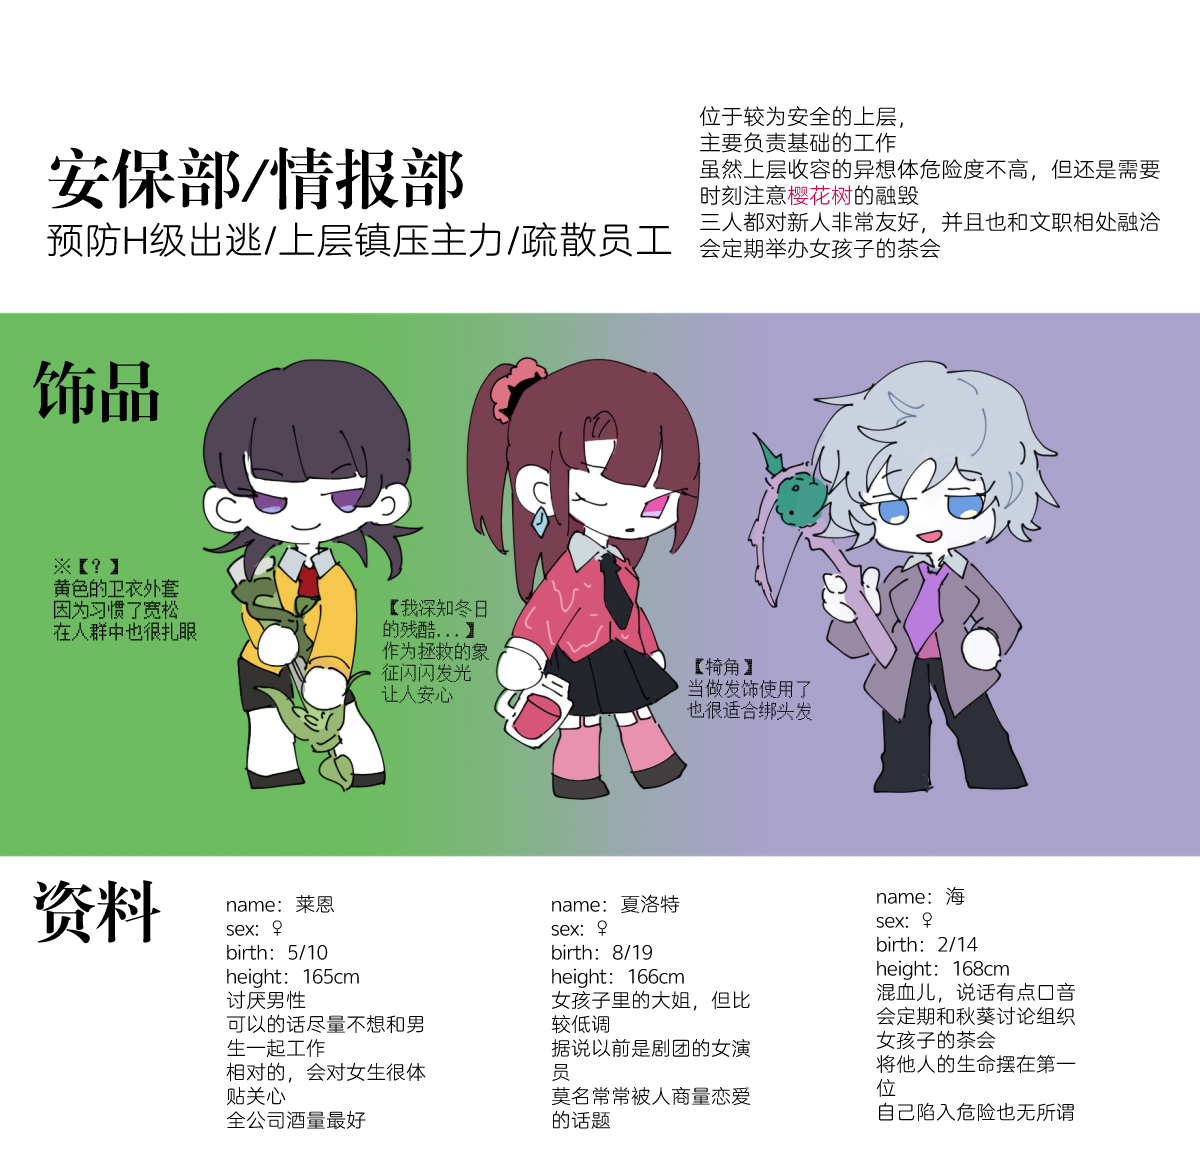 安保部/情报部
预防H级出逃/上层镇压主力/疏散员工
位于较为安全的上层，
主要负责基础的工作
虽然上层收容的异想体危险度不高，但还是需要
时刻注意樱花树的融毁
三人都对新人非常友好，并且也和文职相处融洽
会定期举办女孩子的茶会
饰品
※【？】
黄色的卫衣外套
因为习惯了宽松
在人群中也很扎眼
【我深知冬日
的残酷...】
作为拯救的象
征闪闪发光
让人安心
【犄角】
当做发饰使用了
也很适合绑头发
资料
name：莱恩
sex: ♀
birth：5/10
height：165cm
讨厌男性
可以的话尽量不想和男
生一起工作
相对的，会对女生很体
贴关心
全公司酒量最好
name：夏洛特
sex: ♀
birth：8/19
height：166cm
女孩子里的大姐，但比
较低调
据说以前是剧团的女演
员
莫名常常被人商量恋爱
的话题
name：海
sex: ♀
birth：2/14
height：168cm
混血儿，说话有点口音
会定期和秋葵讨论组织
女孩子的茶会
将他人的生命摆在第一
位
自己陷入危险也无所谓